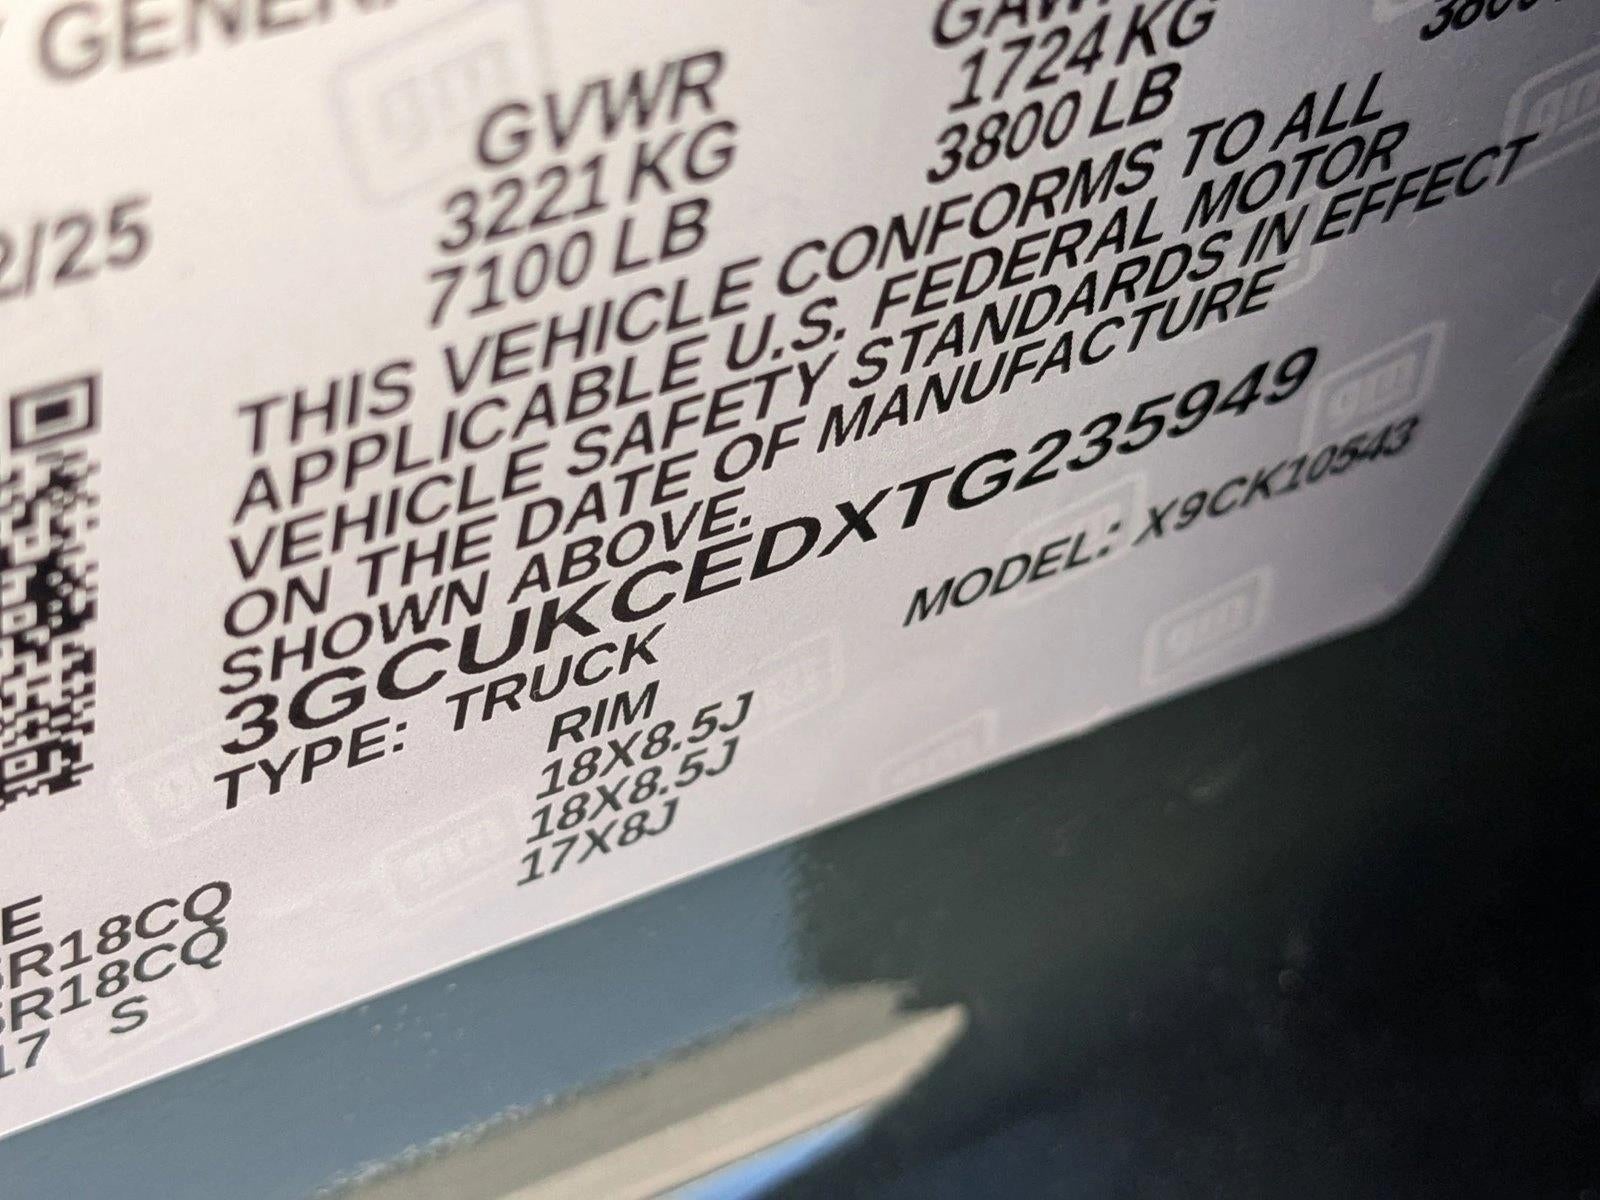 GENER
GVWR
3221 KG
7100 LB
1724 KG
3800 LB
2/25
THIS VEHICLE CONFORMS TO ALL
APPLICABLE U.S. FEDERAL MOTOR
VEHICLE SAFETY STANDARDS IN EFFECT
ON THE DATE OF MANUFACTURE
SHOWN ABOVE.
3GCUKCEDXTG235949
TYPE: TRUCK
MODEL: X9CK10543
RIM
18X8.5J
18X8.5J
17X8J
E
R18CQ
R18CQ
17 S